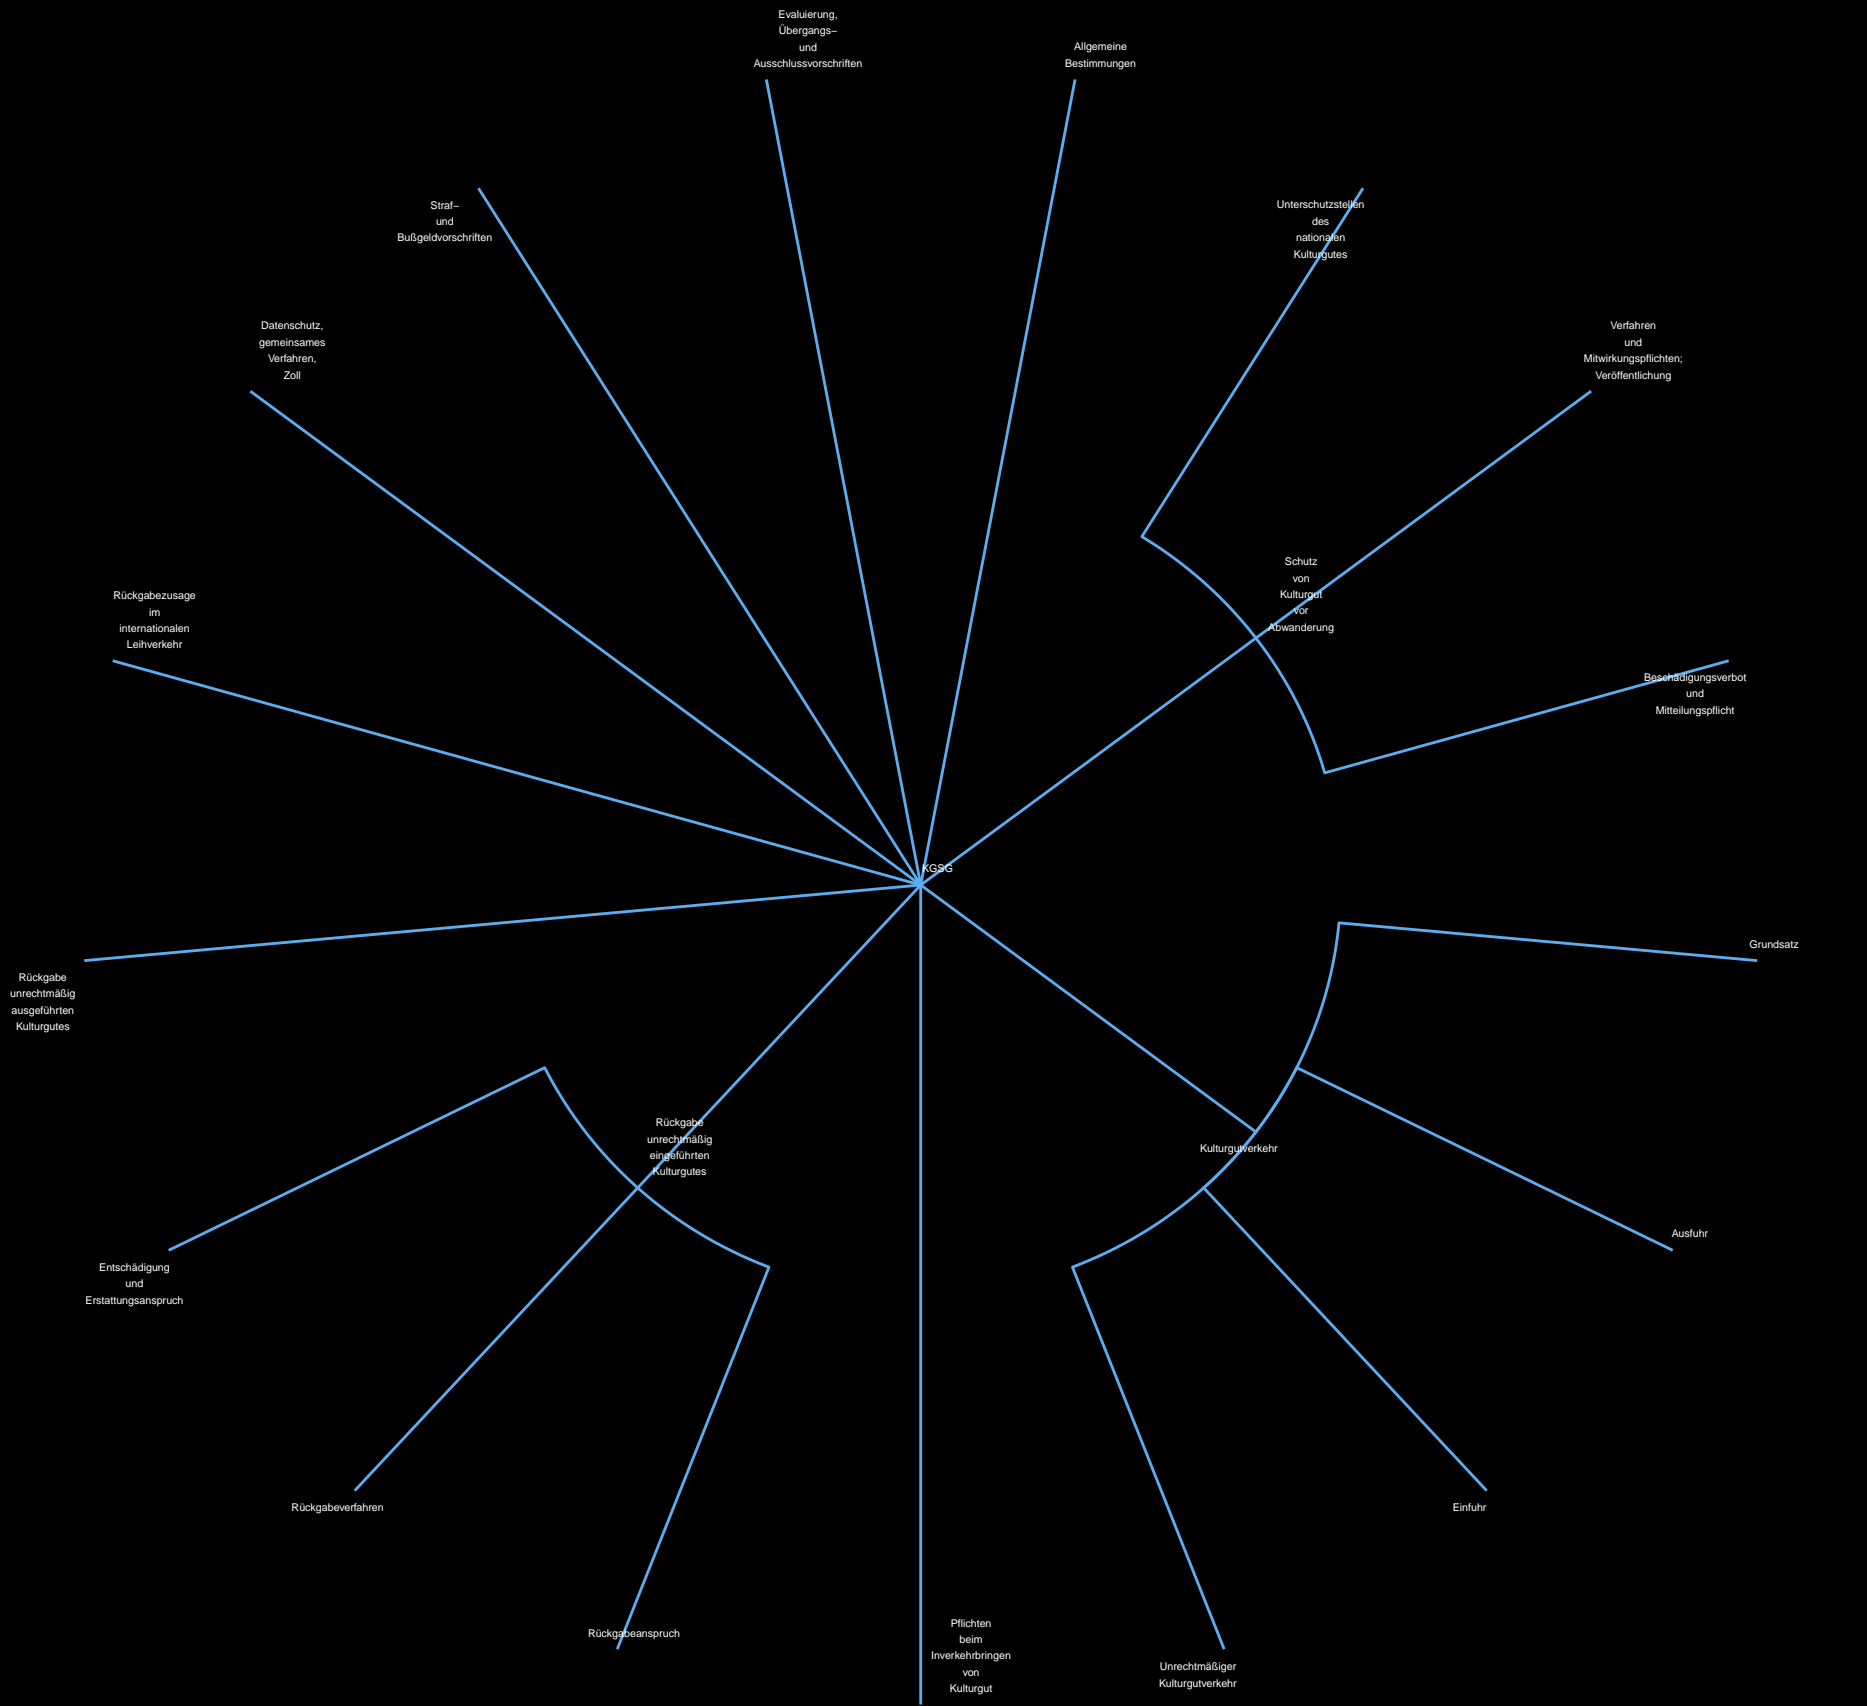 Evaluierung,
Übergangs–
und
Ausschlussvorschriften
Allgemeine
Bestimmungen
Straf–
und
Bußgeldvorschriften
Unterschutzstellen
des
nationalen
Kulturgutes
Datenschutz,
gemeinsames
Verfahren,
Zoll
Verfahren
und
Mitwirkungspflichten;
Veröffentlichung
Schutz
von
Kulturgut
vor
Abwanderung
Rückgabezusage
im
internationalen
Leihverkehr
Beschädigungsverbot
und
Mitteilungspflicht
KGSG
Grundsatz
Rückgabe
unrechtmäßig
ausgeführten
Kulturgutes
Rückgabe
unrechtmäßig
eingeführten
Kulturgutes
Kulturgutverkehr
Ausfuhr
Entschädigung
und
Erstattungsanspruch
Rückgabeverfahren
Einfuhr
Rückgabeanspruch
Pflichten
beim
Inverkehrbringen
von
Kulturgut
Unrechtmäßiger
Kulturgutverkehr